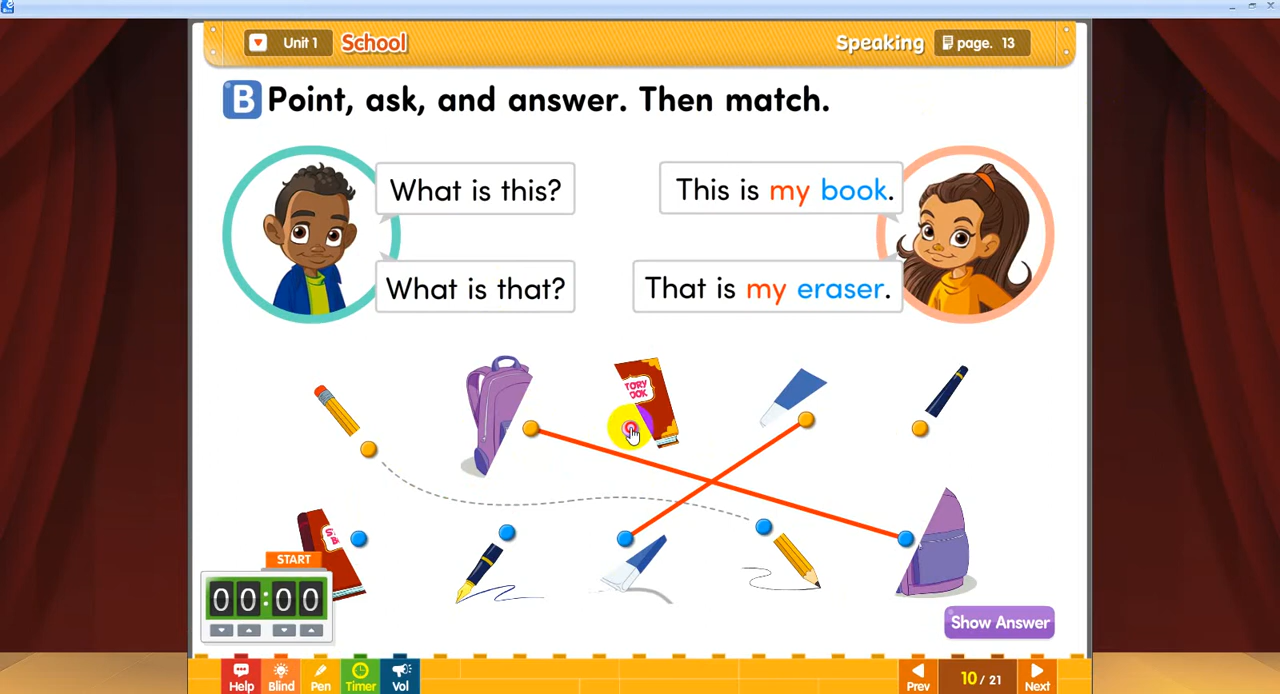 Unit 1 School Speaking page. 13
B Point, ask, and answer. Then match.
What is this?
This is my book.
What is that?
That is my eraser.
TORY
OOK
S
B
START
00:00
Show Answer
Help Blind Pen Timer Vol Prev 10 / 21 Next